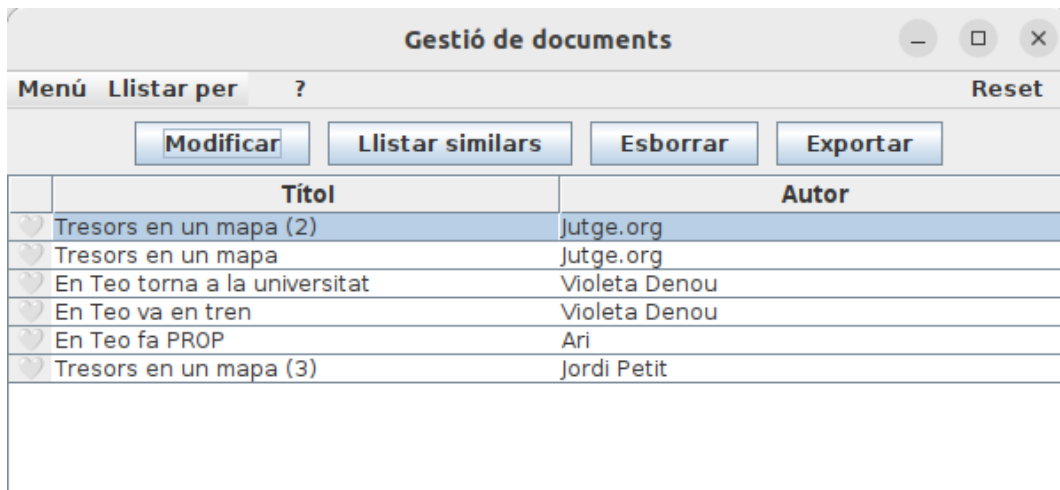 Gestió de documents
Menú Llistar per ? Reset
Modificar Llistar similars Esborrar Exportar
Títol Autor
Tresors en un mapa (2) Jutge.org
Tresors en un mapa Jutge.org
En Teo torna a la universitat Violeta Denou
En Teo va en tren Violeta Denou
En Teo fa PROP Ari
Tresors en un mapa (3) Jordi Petit